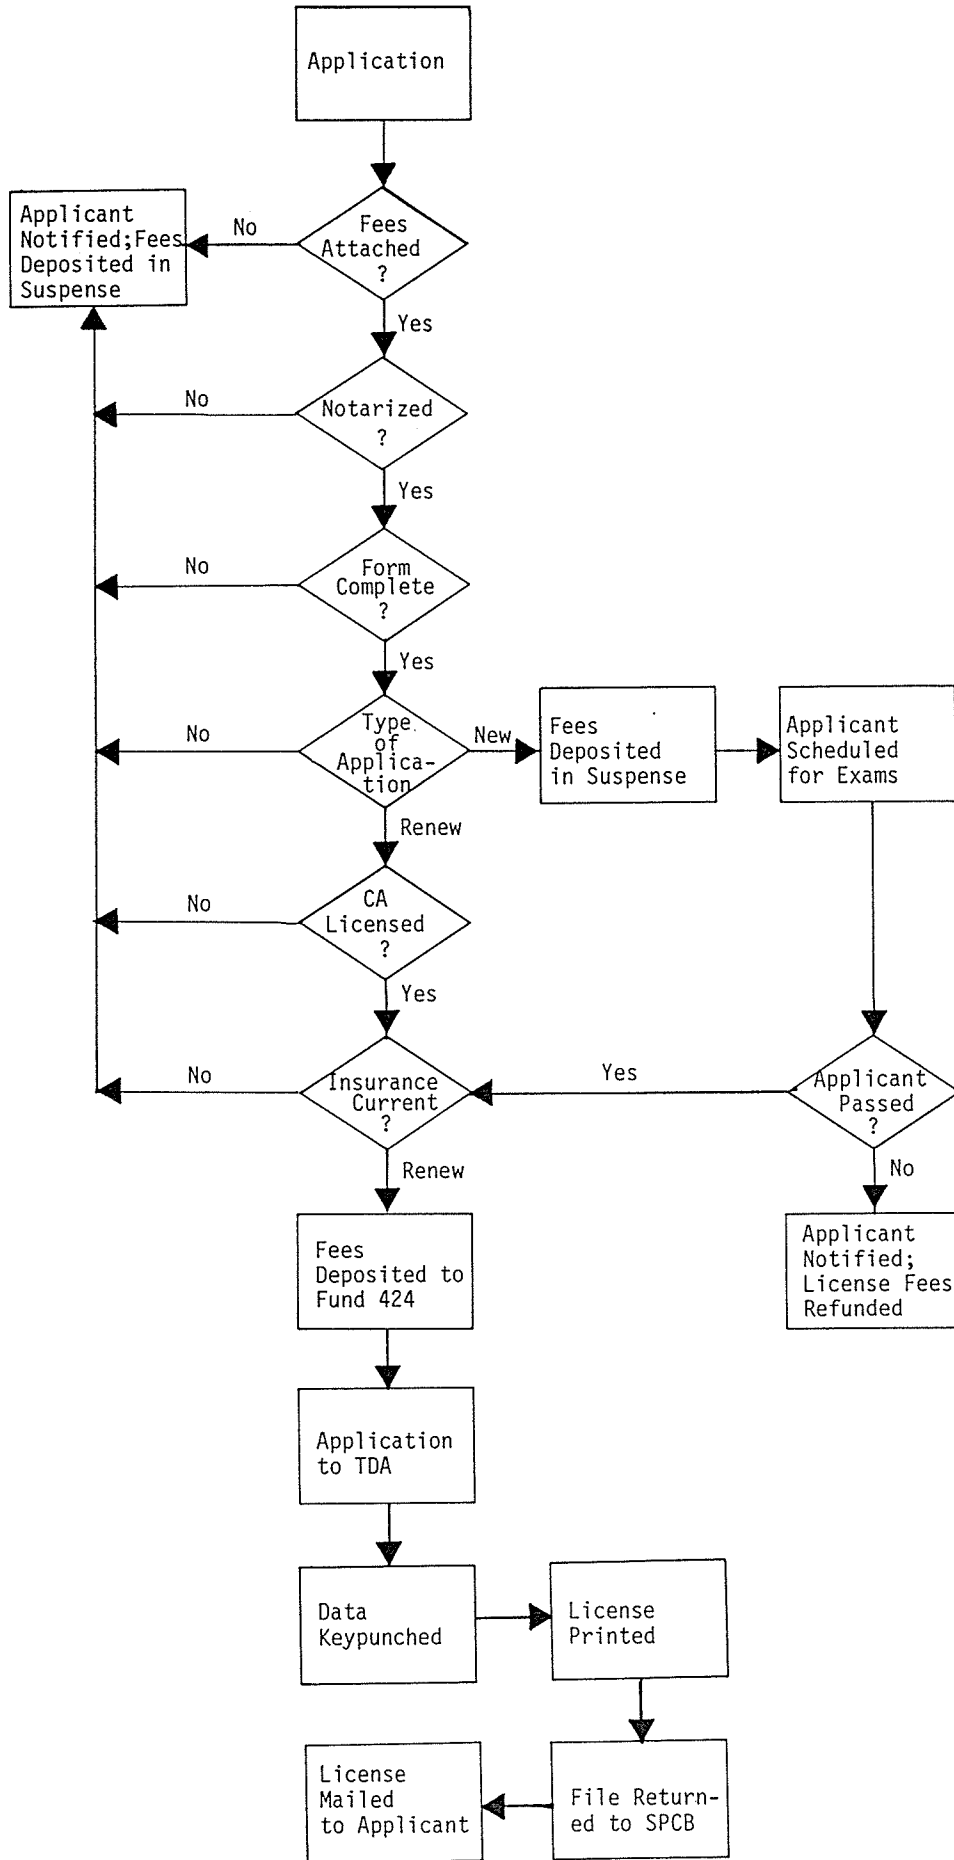 Application
Fees
Attached
?
No
Applicant
Notified;Fees
Deposited in
Suspense
Yes
Notarized
?
No
Yes
Form
Complete
?
No
Yes
Type
of
Applica-
tion
No
New
Fees
Deposited
in Suspense
Applicant
Scheduled
for Exams
Renew
CA
Licensed
?
No
Yes
Insurance
Current
?
No
Yes
Applicant
Passed
?
Renew
No
Fees
Deposited to
Fund 424
Applicant
Notified;
License Fees
Refunded
Application
to TDA
Data
Keypunched
License
Printed
File Return-
ed to SPCB
License
Mailed
to Applicant